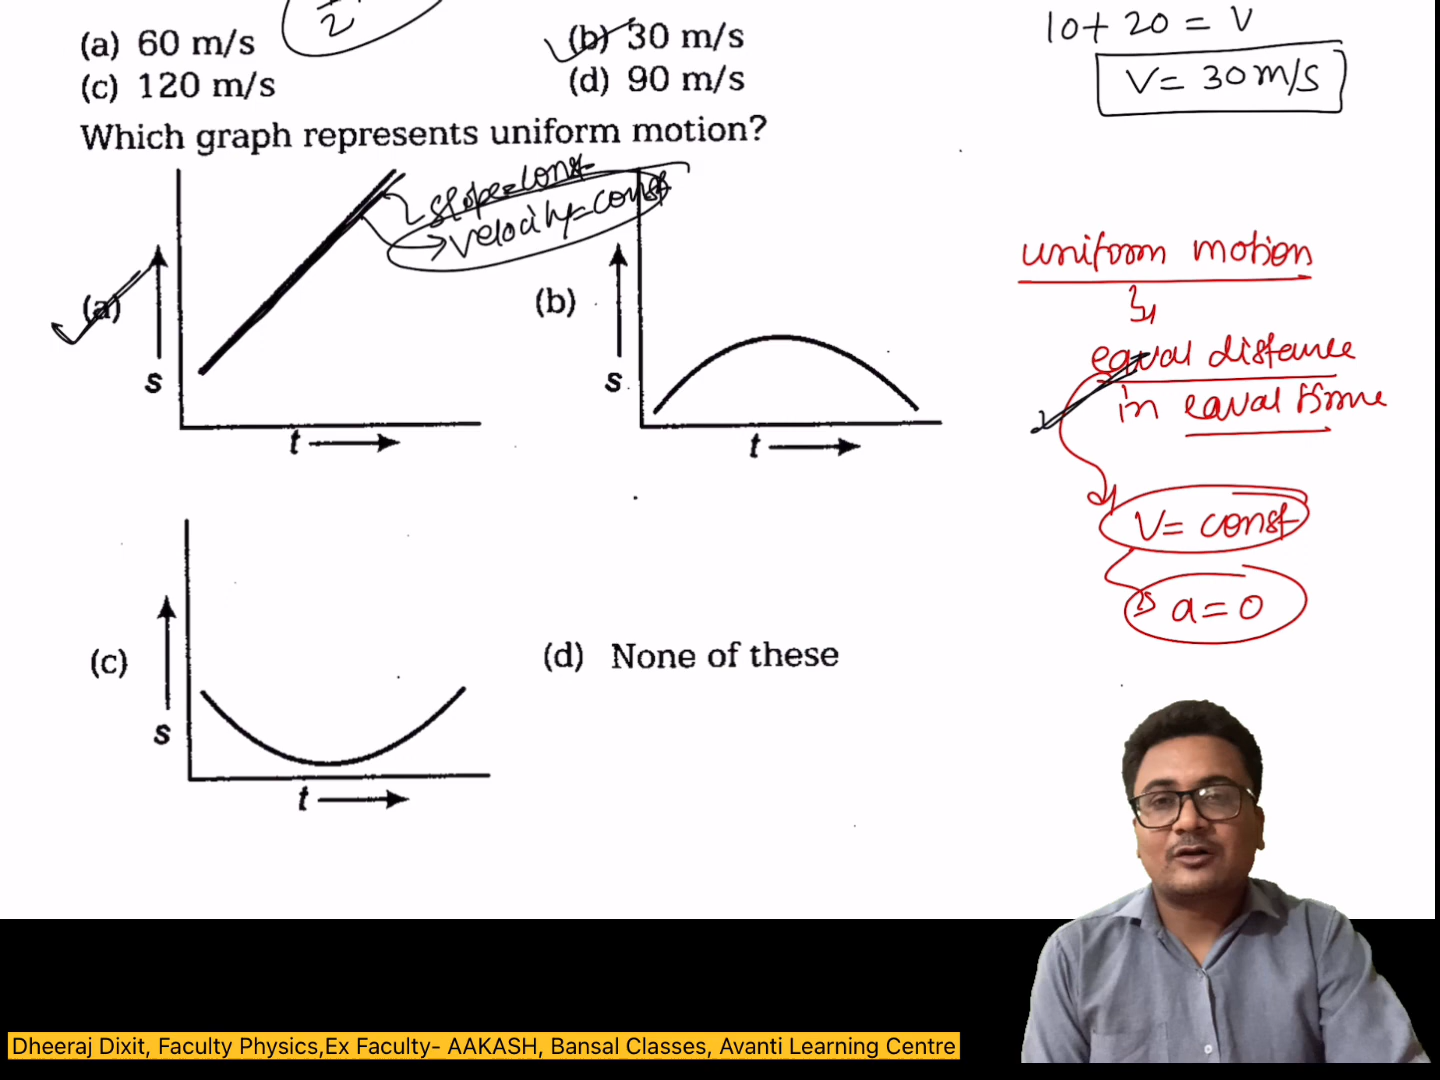 1/2
10+ 20 = V
(a) 60 m/s
(b) 30 m/s
V= 30 m/s
(c) 120 m/s
(d) 90 m/s
Which graph represents uniform motion?
slope=const
velocity=const
uniform motion
(a)
(b)
equal distance
in equal time
s
s
t
t
V= const
a=0
(c)
(d) None of these
s
t
Dheeraj Dixit, Faculty Physics,Ex Faculty- AAKASH, Bansal Classes, Avanti Learning Centre